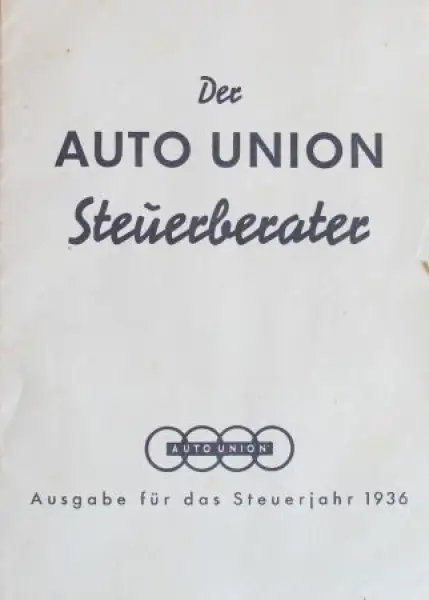 Der
AUTO UNION
Steuerberater
AUTO UNION
Ausgabe für das Steuerjahr 1936